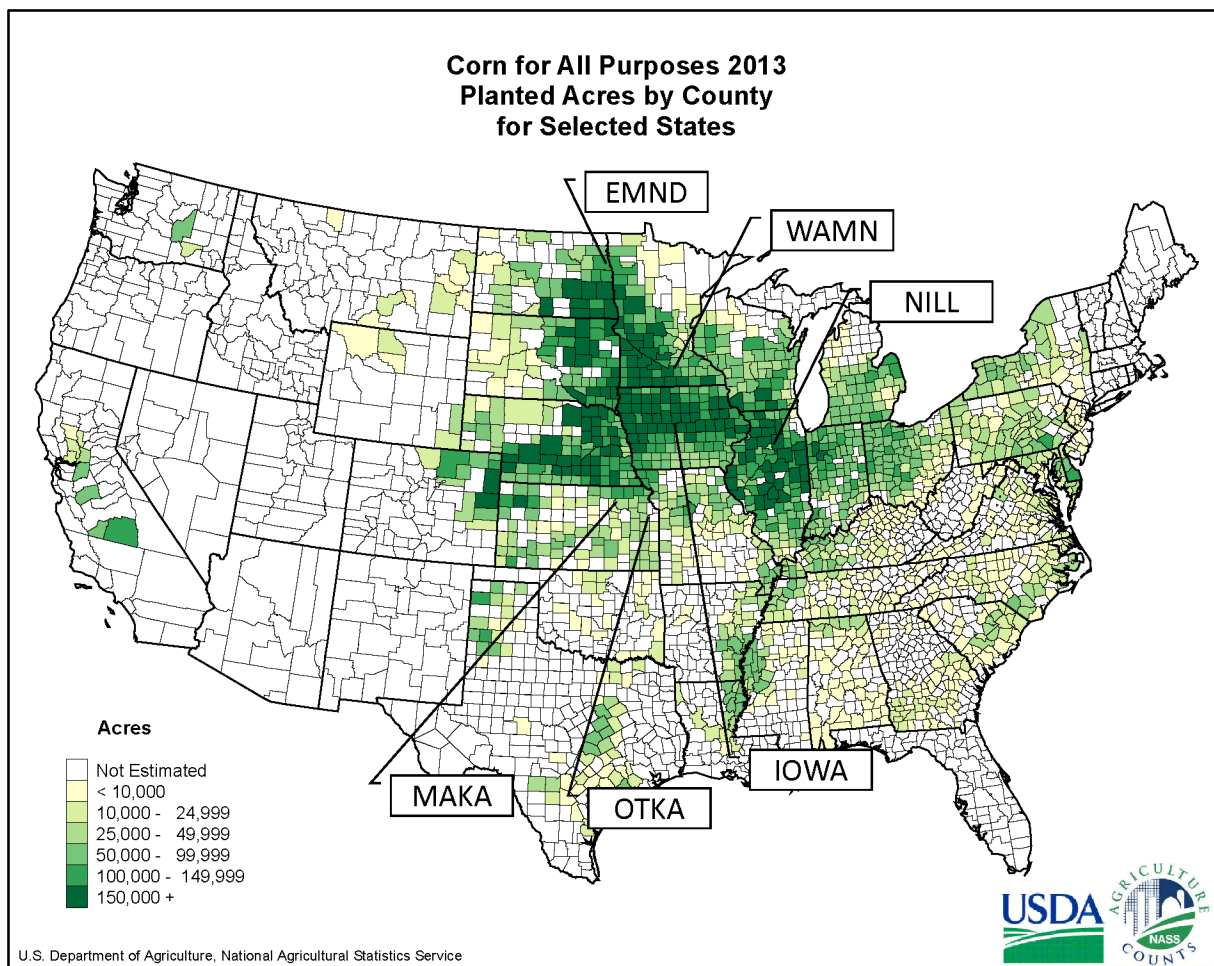 Corn for All Purposes 2013
Planted Acres by County
for Selected States
EMND
WAMN
NILL
MAKA
OTKA
IOWA
Acres
Not Estimated
< 10,000
10,000 - 24,999
25,000 - 49,999
50,000 - 99,999
100,000 - 149,999
150,000 +
USDA
AGRICULTURE
NASS
COUNTS
U.S. Department of Agriculture, National Agricultural Statistics Service